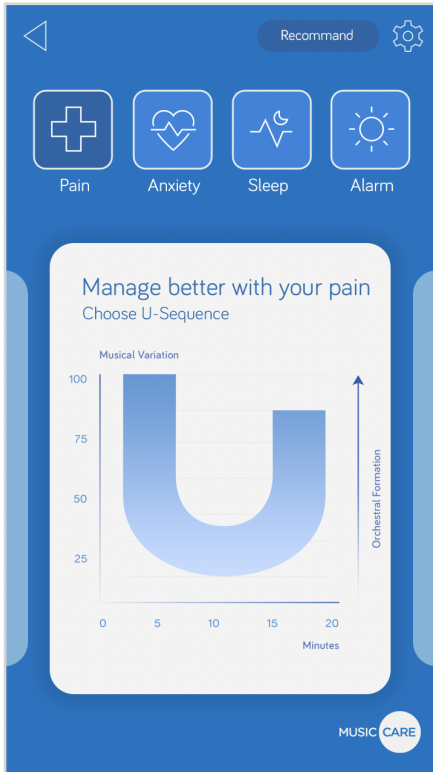 Recommand
Pain
Anxiety
Sleep
Alarm
Manage better with your pain
Choose U-Sequence
Musical Variation
100
75
50
25
Orchestral Formation
0 5 10 15 20
Minutes
MUSIC CARE